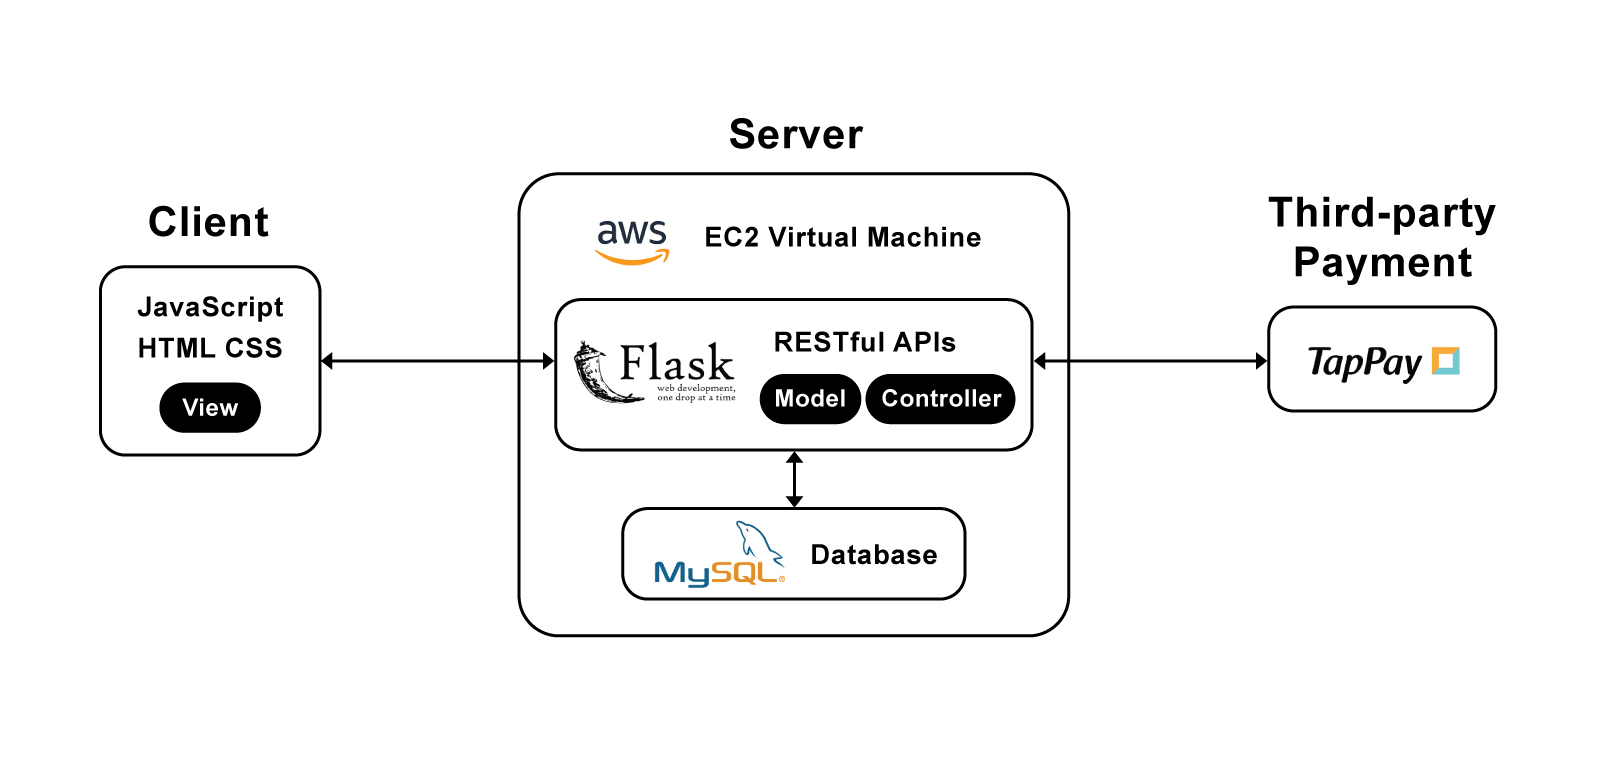 Server
Client
Third-party
Payment
aws
EC2 Virtual Machine
JavaScript
HTML CSS
View
Flask
web development,
one drop at a time
RESTful APIs
Model
Controller
TapPay
MySQL®
Database